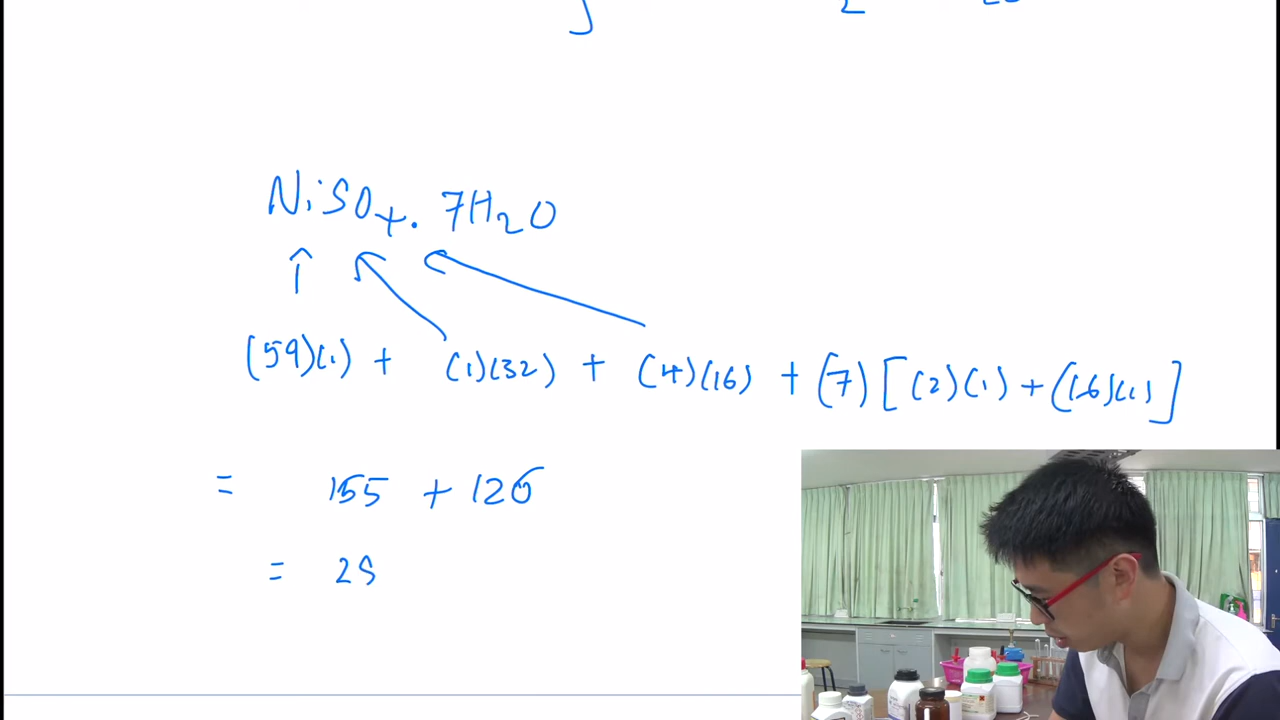 NiSO4. 7H2O
(59)(1) + (1)(32) + (4)(16) + (7)[(2)(1) + (16)(1)]
= 155 + 126
= 28